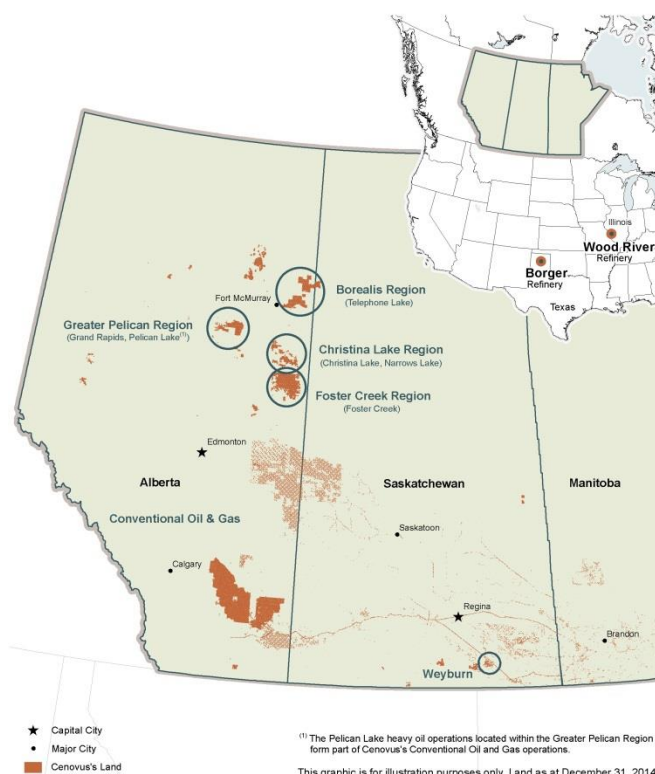 Illinois
Wood River
Refinery
Borger
Refinery
Texas
Fort McMurray
Borealis Region
(Telephone Lake)
Greater Pelican Region
(Grand Rapids, Pelican Lake(1))
Christina Lake Region
(Christina Lake, Narrows Lake)
Foster Creek Region
(Foster Creek)
Edmonton
Alberta
Saskatchewan
Manitoba
Conventional Oil & Gas
Saskatoon
Calgary
Regina
Brandon
Weyburn
Capital City
Major City
Cenovus's Land
(1) The Pelican Lake heavy oil operations located within the Greater Pelican Region
form part of Cenovus's Conventional Oil and Gas operations.
This graphic is for illustration purposes only. Land as at December 31, 2014